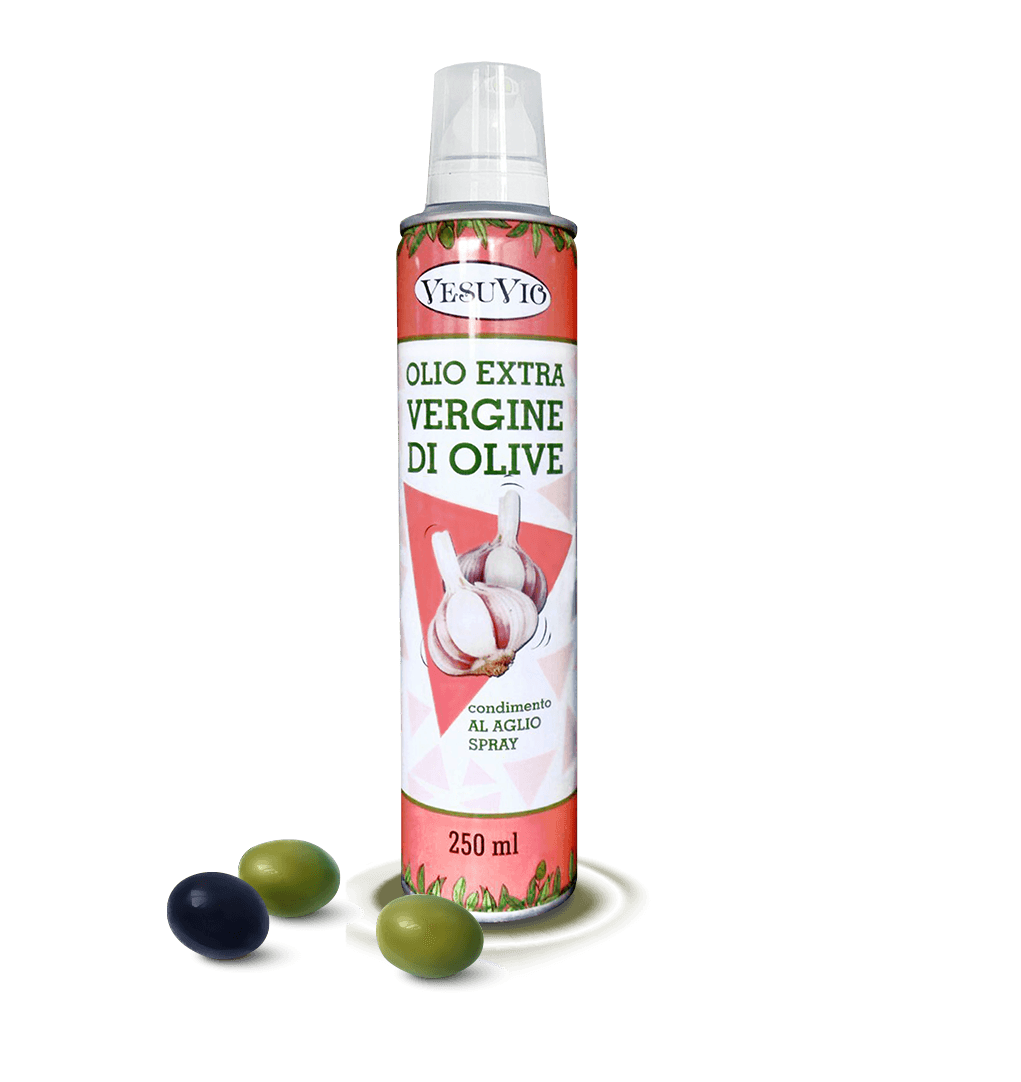 VESUVIO
OLIO EXTRA
VERGINE
DI OLIVE
condimento
AL AGLIO
SPRAY
250 ml